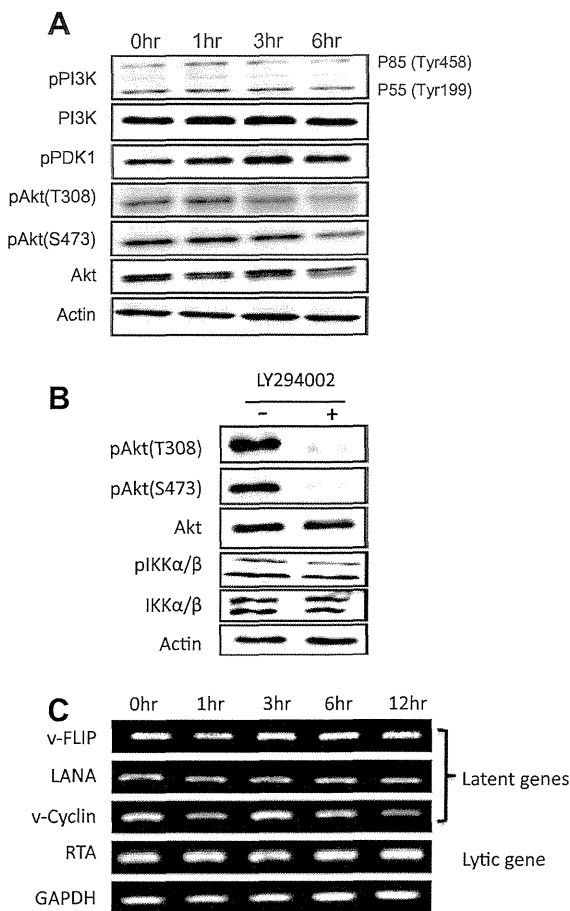 A
0hr 1hr 3hr 6hr
pPI3K
P85 (Tyr458)
P55 (Tyr199)
PI3K
pPDK1
pAkt(T308)
pAkt(S473)
Akt
Actin
B
LY294002
- +
pAkt(T308)
pAkt(S473)
Akt
pIKKα/β
IKKα/β
Actin
C
0hr 1hr 3hr 6hr 12hr
v-FLIP
LANA
v-Cyclin
Latent genes
RTA
Lytic gene
GAPDH